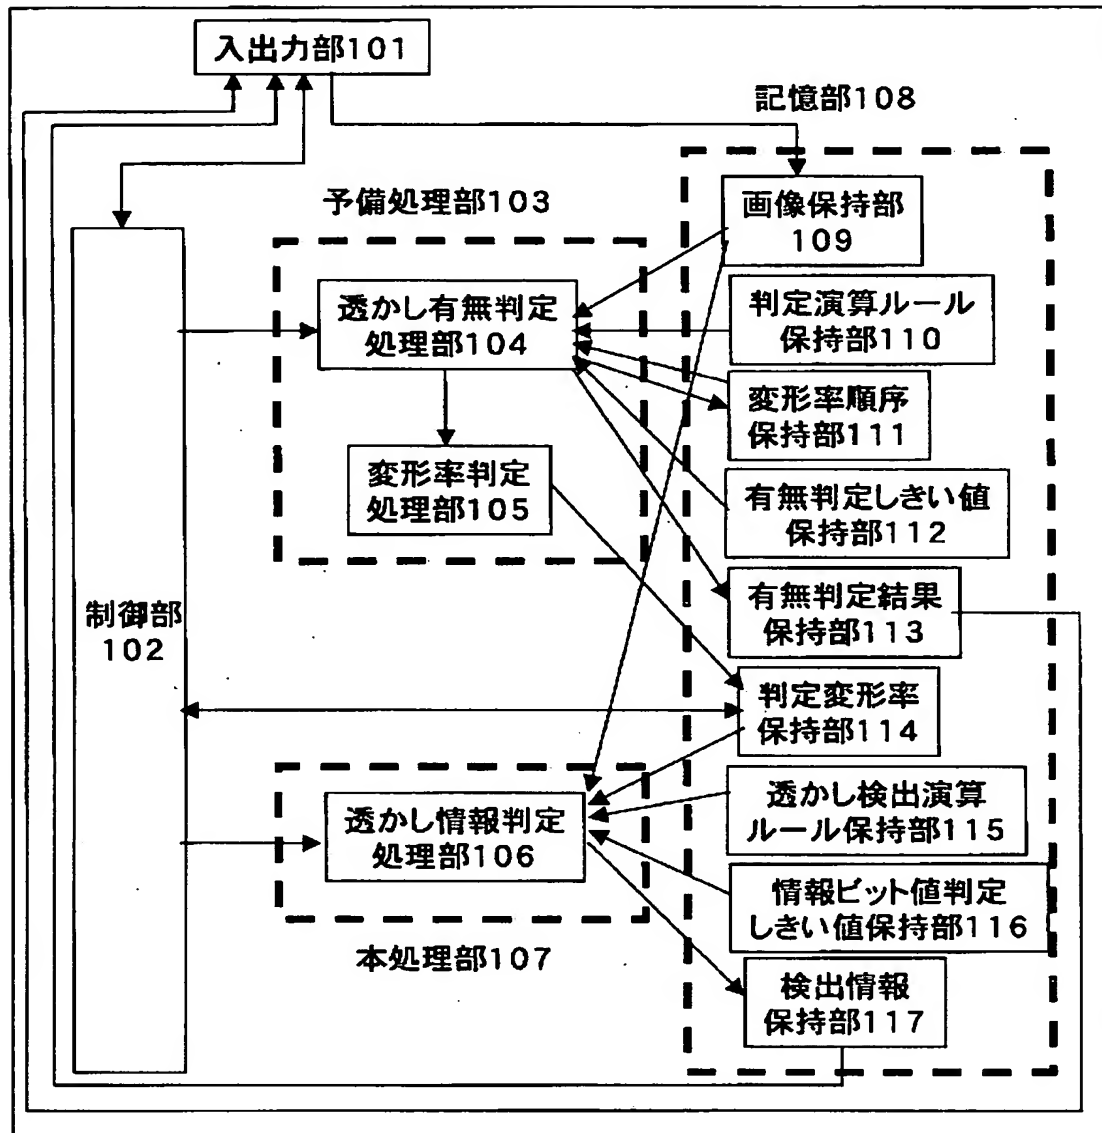 入出力部101
記憶部108
予備処理部103
画像保持部
109
透かし有無判定
処理部104
判定演算ルール
保持部110
変形率順序
保持部111
変形率判定
処理部105
有無判定しきい値
保持部112
制御部
102
有無判定結果
保持部113
判定変形率
保持部114
透かし情報判定
処理部106
透かし検出演算
ルール保持部115
情報ビット値判定
しきい値保持部116
本処理部107
検出情報
保持部117